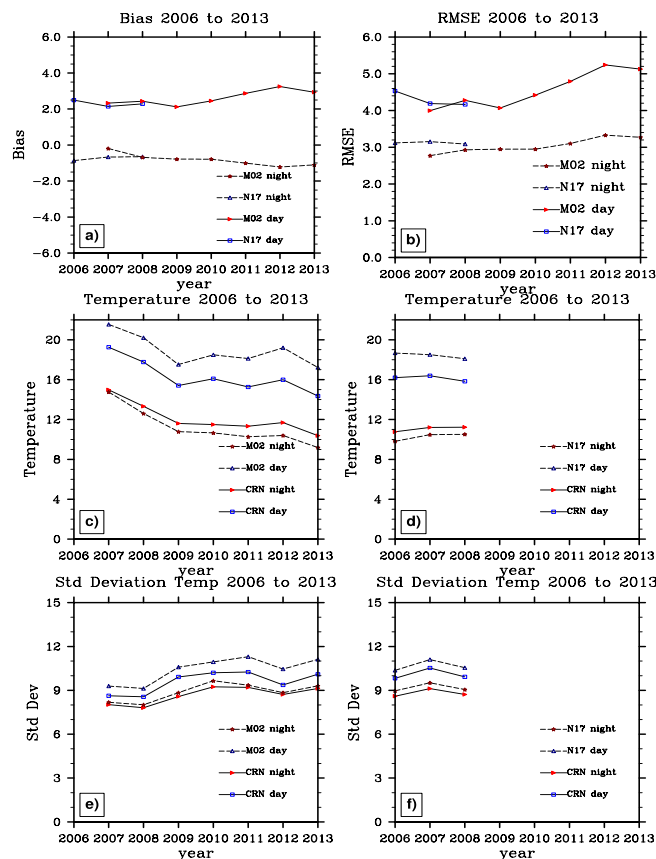 Bias 2006 to 2013
6.0
4.0
2.0
0.0
−2.0
−4.0
−6.0
Bias
M02 night
N17 night
M02 day
N17 day
a)
2006 2007 2008 2009 2010 2011 2012 2013
year
RMSE 2006 to 2013
6.0
5.0
4.0
3.0
2.0
1.0
0.0
RMSE
M02 night
N17 night
M02 day
N17 day
b)
2006 2007 2008 2009 2010 2011 2012 2013
year
Temperature 2006 to 2013
20
16
12
8
4
0
Temperature
M02 night
M02 day
CRN night
CRN day
c)
2006 2007 2008 2009 2010 2011 2012 2013
year
Temperature 2006 to 2013
20
16
12
8
4
0
Temperature
N17 night
N17 day
CRN night
CRN day
d)
2006 2007 2008 2009 2010 2011 2012 2013
year
Std Deviation Temp 2006 to 2013
15
12
9
6
3
0
Std Dev
M02 night
M02 day
CRN night
CRN day
e)
2006 2007 2008 2009 2010 2011 2012 2013
year
Std Deviation Temp 2006 to 2013
15
12
9
6
3
0
Std Dev
N17 night
N17 day
CRN night
CRN day
f)
2006 2007 2008 2009 2010 2011 2012 2013
year